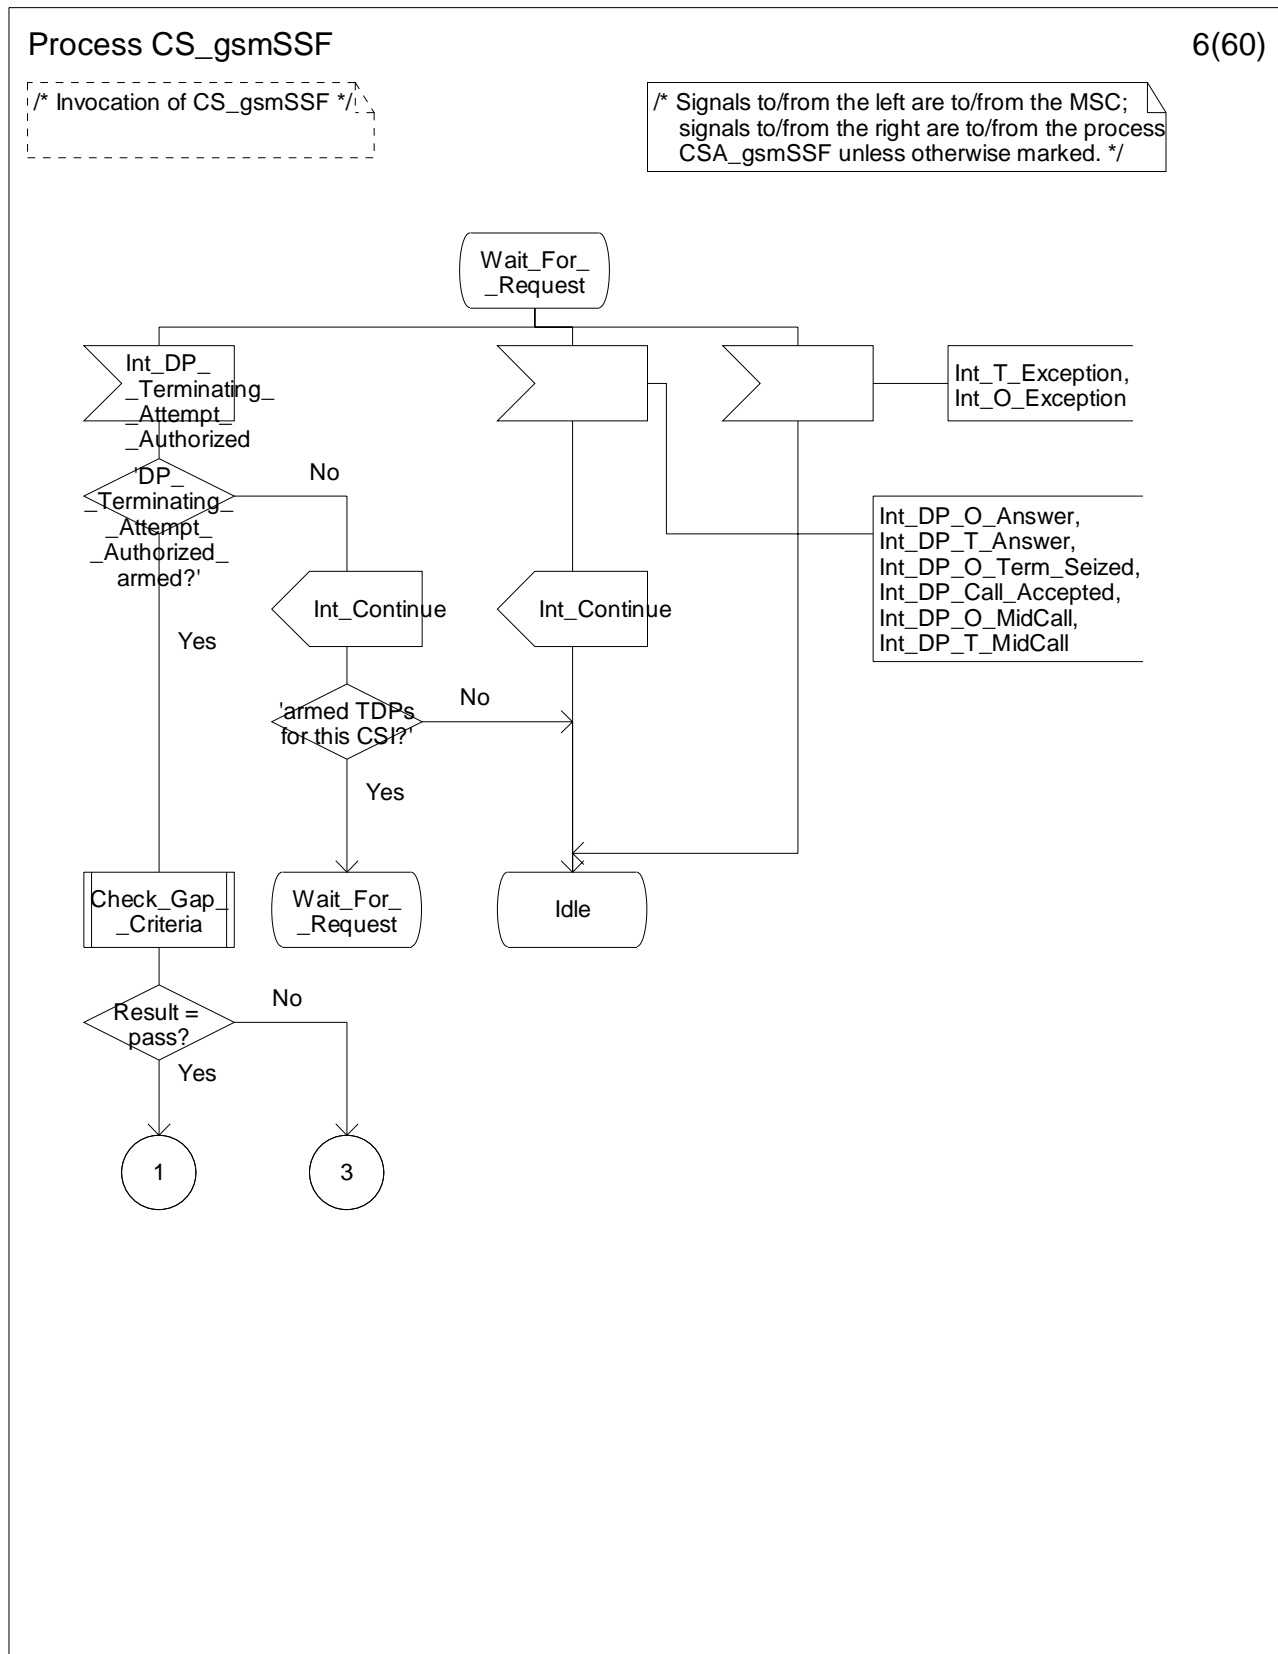 Process CS_gsmSSF
6(60)
/* Invocation of CS_gsmSSF */
/* Signals to/from the left are to/from the MSC;
signals to/from the right are to/from the process
CSA_gsmSSF unless otherwise marked. */
Wait_For_
_Request
Int_DP_
_Terminating_
_Attempt_
_Authorized
Int_T_Exception,
Int_O_Exception
'DP_
_Terminating_
_Attempt_
_Authorized_
armed?'
No
Yes
Int_DP_O_Answer,
Int_DP_T_Answer,
Int_DP_O_Term_Seized,
Int_DP_Call_Accepted,
Int_DP_O_MidCall,
Int_DP_T_MidCall
Int_Continue
Int_Continue
'armed TDPs
for this CSI?'
No
Yes
Check_Gap_
_Criteria
Wait_For_
_Request
Idle
Result =
pass?
No
Yes
1
3